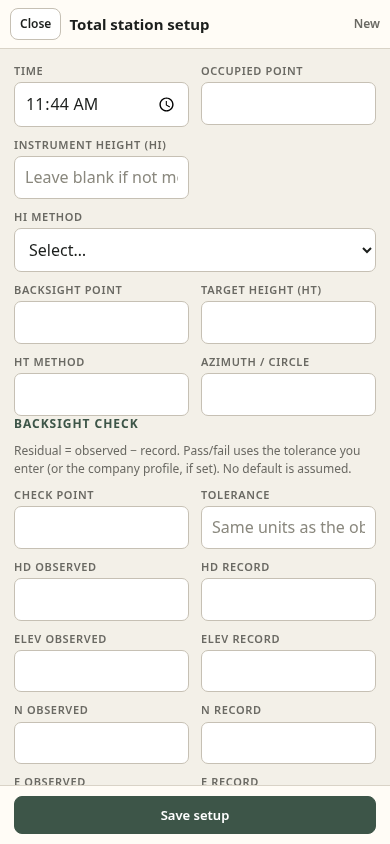 Close Total station setup New
TIME OCCUPIED POINT
11:44 AM
INSTRUMENT HEIGHT (HI)
Leave blank if not
HI METHOD
Select...
BACKSIGHT POINT TARGET HEIGHT (HT)
HT METHOD AZIMUTH / CIRCLE
BACKSIGHT CHECK
Residual = observed − record. Pass/fail uses the tolerance you
enter (or the company profile, if set). No default is assumed.
CHECK POINT TOLERANCE
Same units as the
HD OBSERVED HD RECORD
ELEV OBSERVED ELEV RECORD
N OBSERVED N RECORD
E OBSERVED E RECORD
Save setup